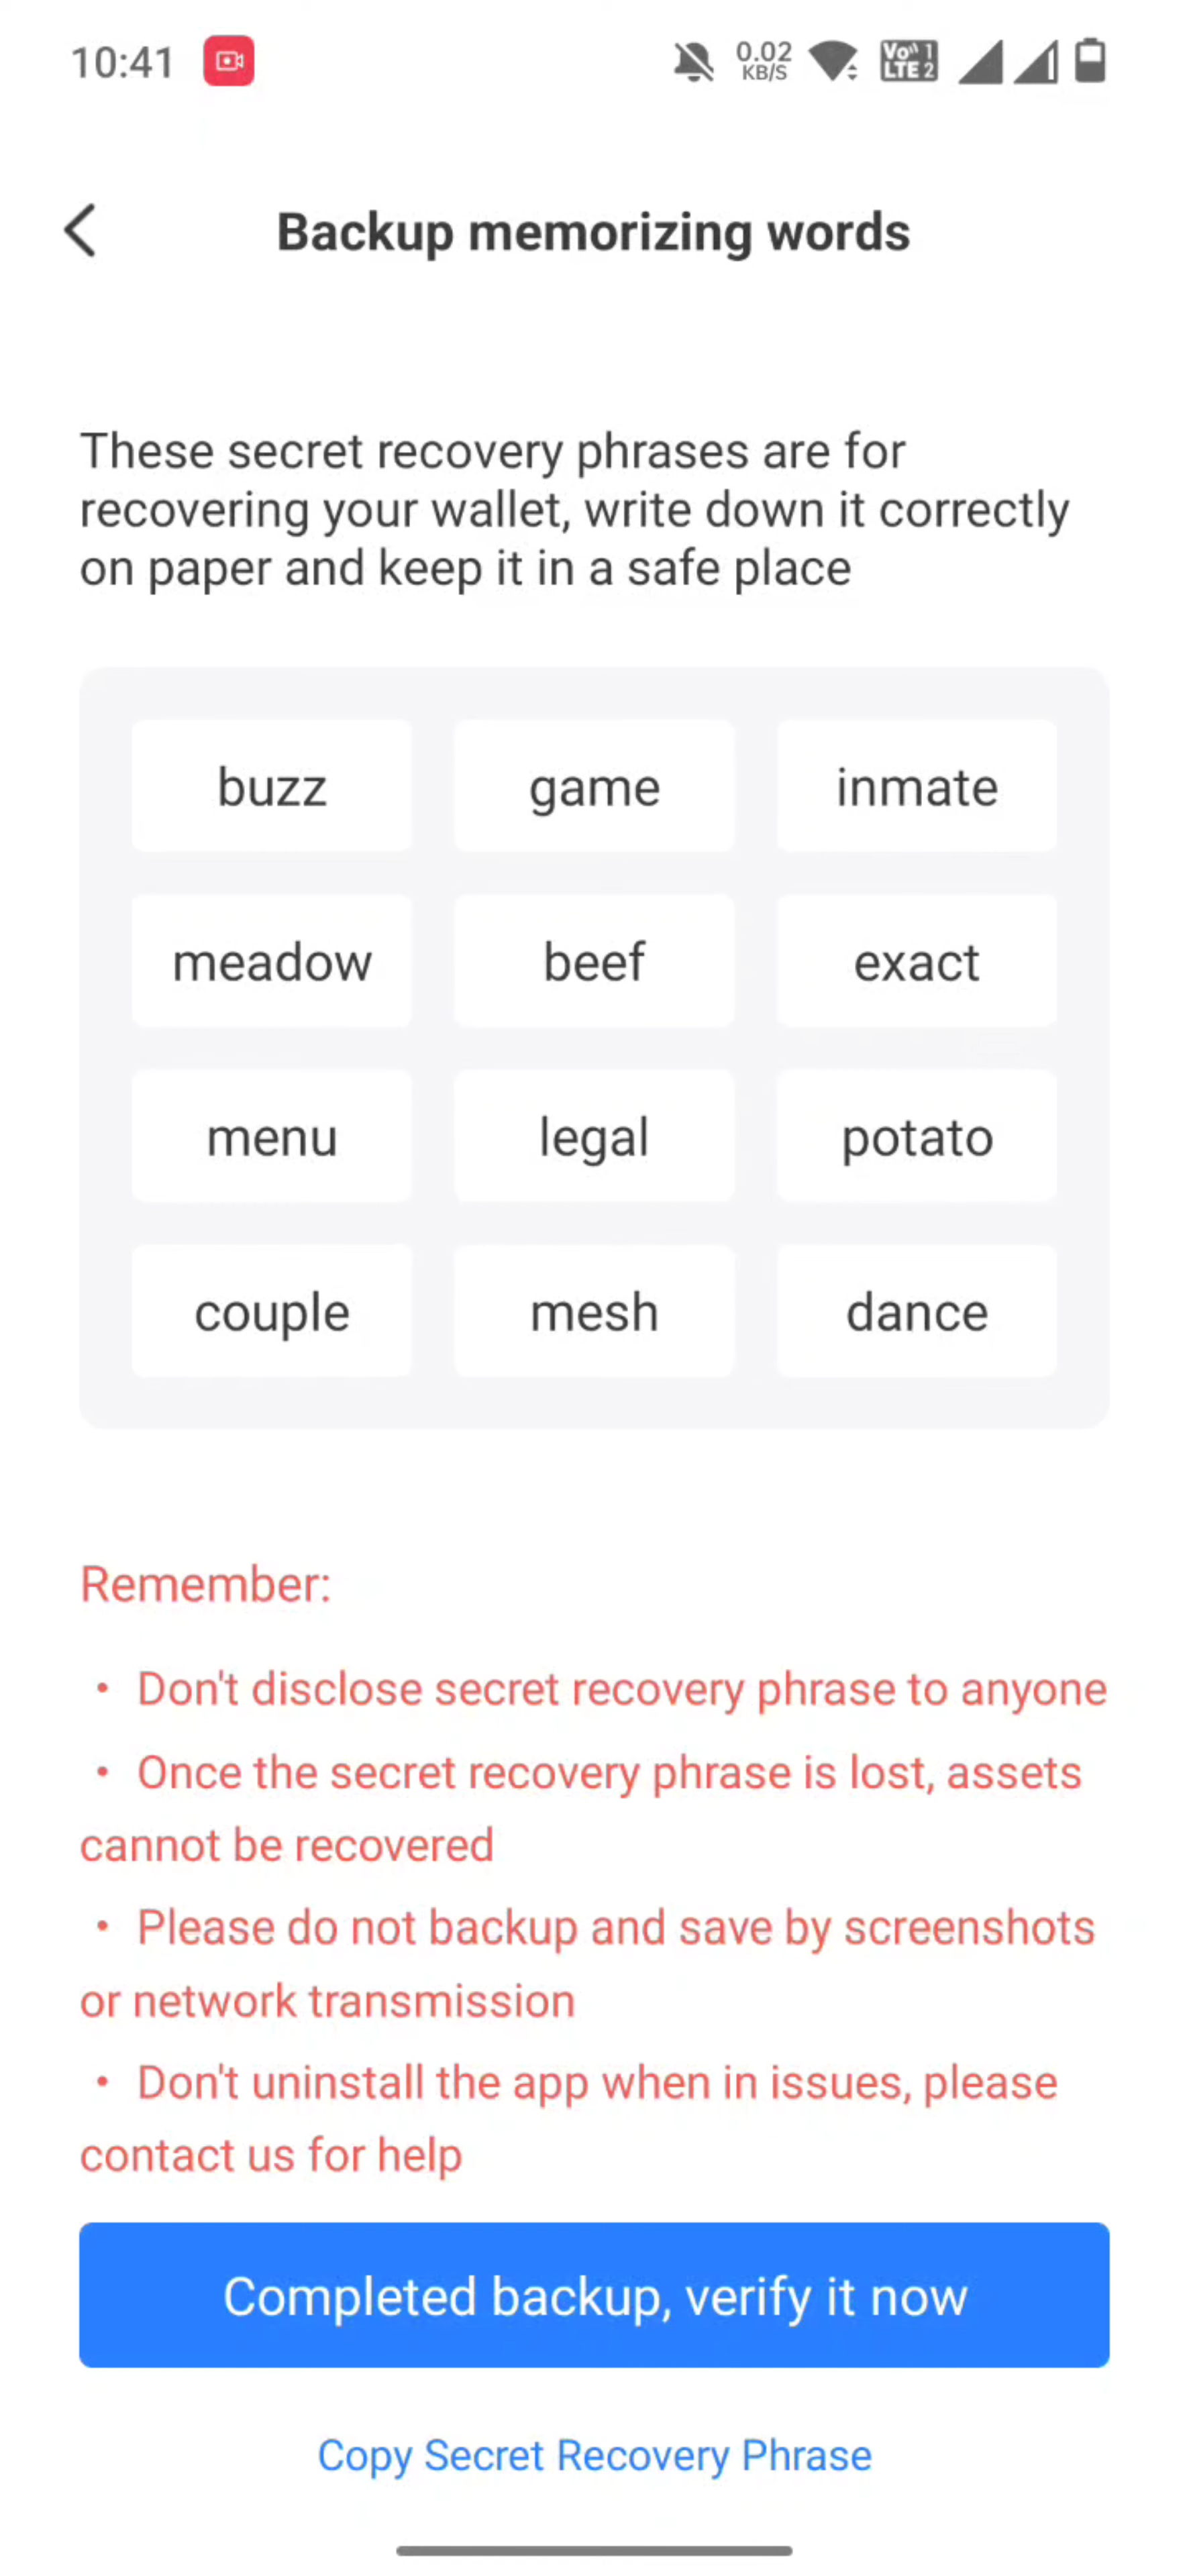 10:41
0.02
KB/S
Vo 1
LTE 2
Backup memorizing words
These secret recovery phrases are for
recovering your wallet, write down it correctly
on paper and keep it in a safe place
buzz game inmate
meadow beef exact
menu legal potato
couple mesh dance
Remember:
• Don't disclose secret recovery phrase to anyone
• Once the secret recovery phrase is lost, assets
cannot be recovered
• Please do not backup and save by screenshots
or network transmission
• Don't uninstall the app when in issues, please
contact us for help
Completed backup, verify it now
Copy Secret Recovery Phrase